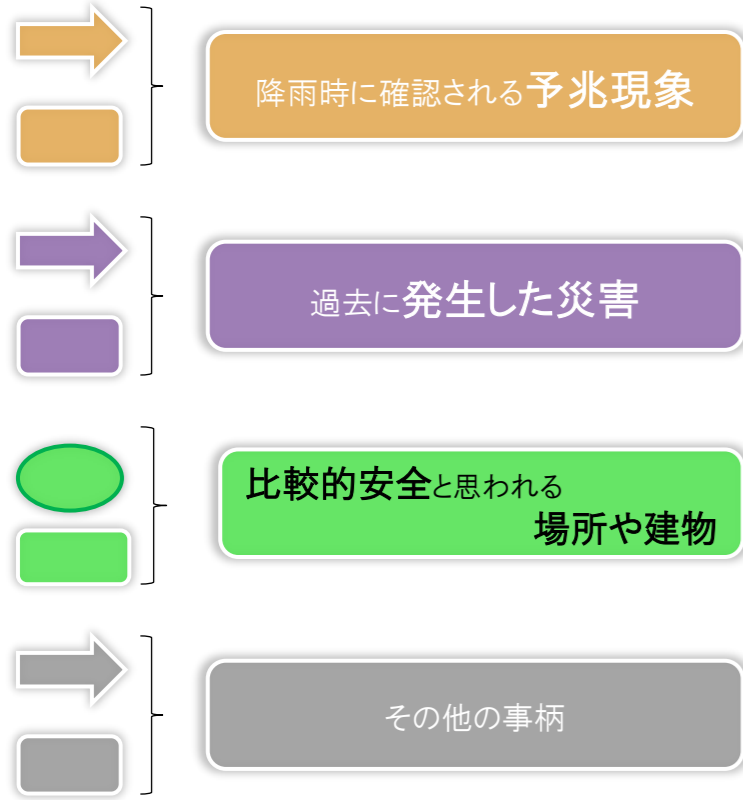 降雨時に確認される予兆現象
過去に発生した災害
比較的安全と思われる
場所や建物
その他の事柄